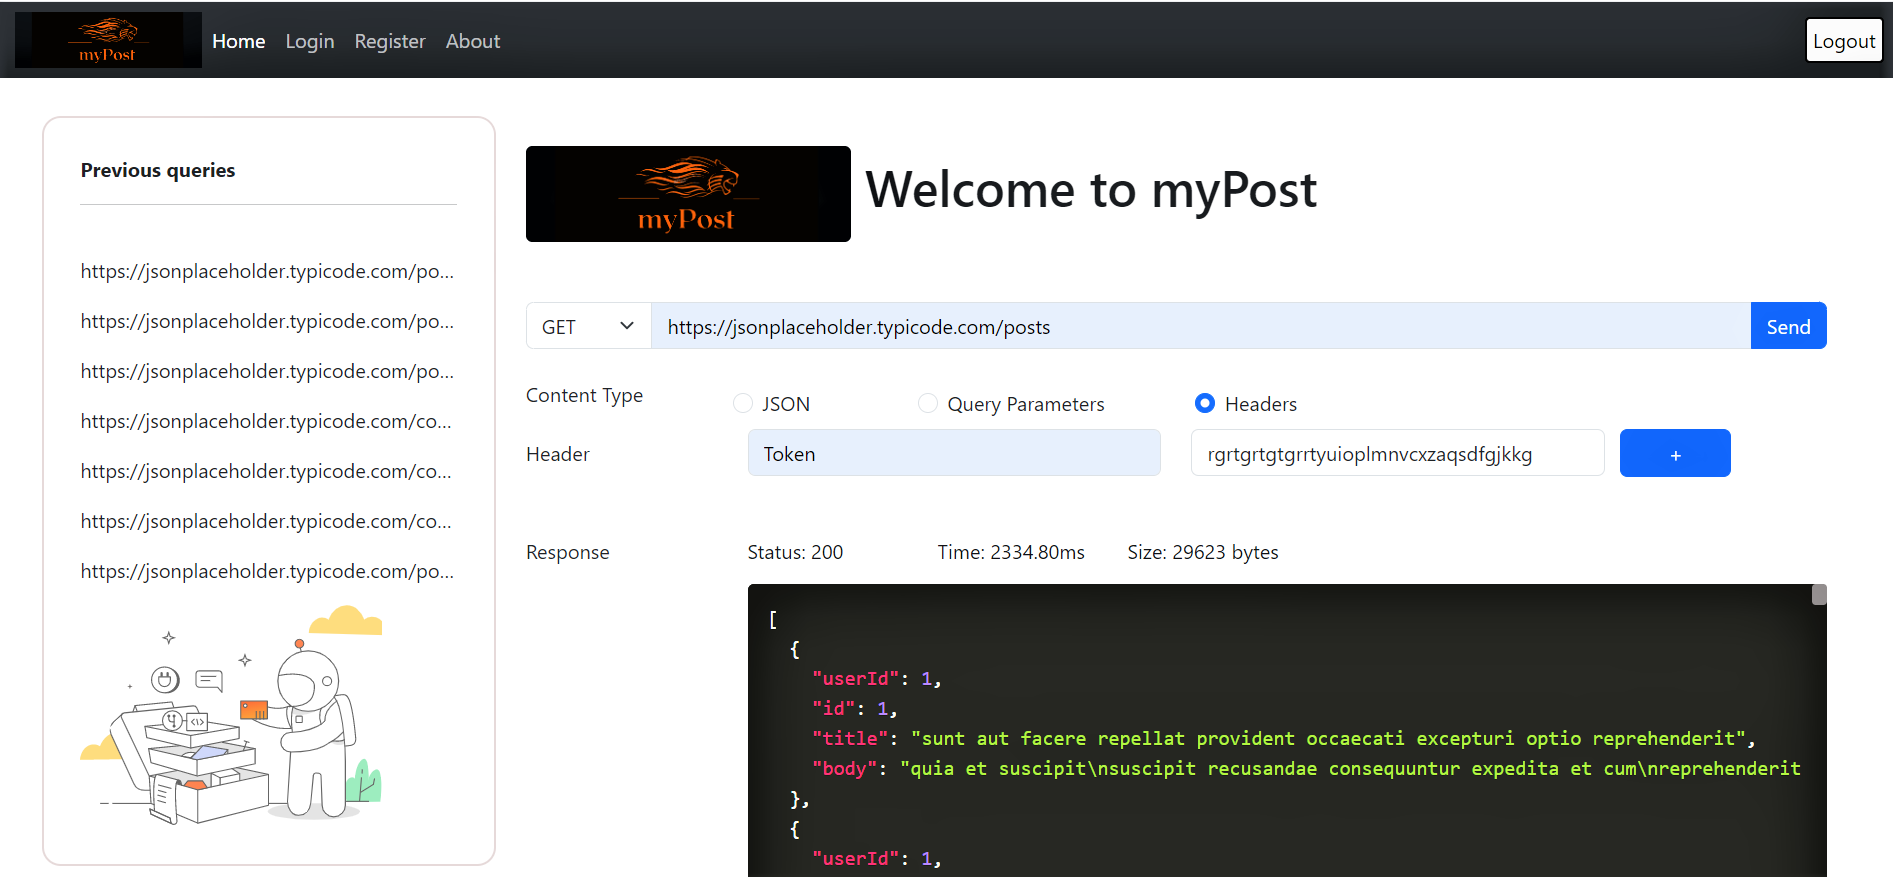 myPost
Home Login Register About
Logout
Previous queries
https://jsonplaceholder.typicode.com/po...
https://jsonplaceholder.typicode.com/po...
https://jsonplaceholder.typicode.com/po...
https://jsonplaceholder.typicode.com/co...
https://jsonplaceholder.typicode.com/co...
https://jsonplaceholder.typicode.com/co...
https://jsonplaceholder.typicode.com/po...
</>
myPost
Welcome to myPost
GET https://jsonplaceholder.typicode.com/posts Send
Content Type JSON Query Parameters Headers
Header Token rgrtgrtgtgrrtyuioplmnvcxzaqsdfgjkkg +
Response Status: 200 Time: 2334.80ms Size: 29623 bytes
[
{
"userId": 1,
"id": 1,
"title": "sunt aut facere repellat provident occaecati excepturi optio reprehenderit",
"body": "quia et suscipit\nsuscipit recusandae consequuntur expedita et cum\nreprehenderit
},
{
"userId": 1,